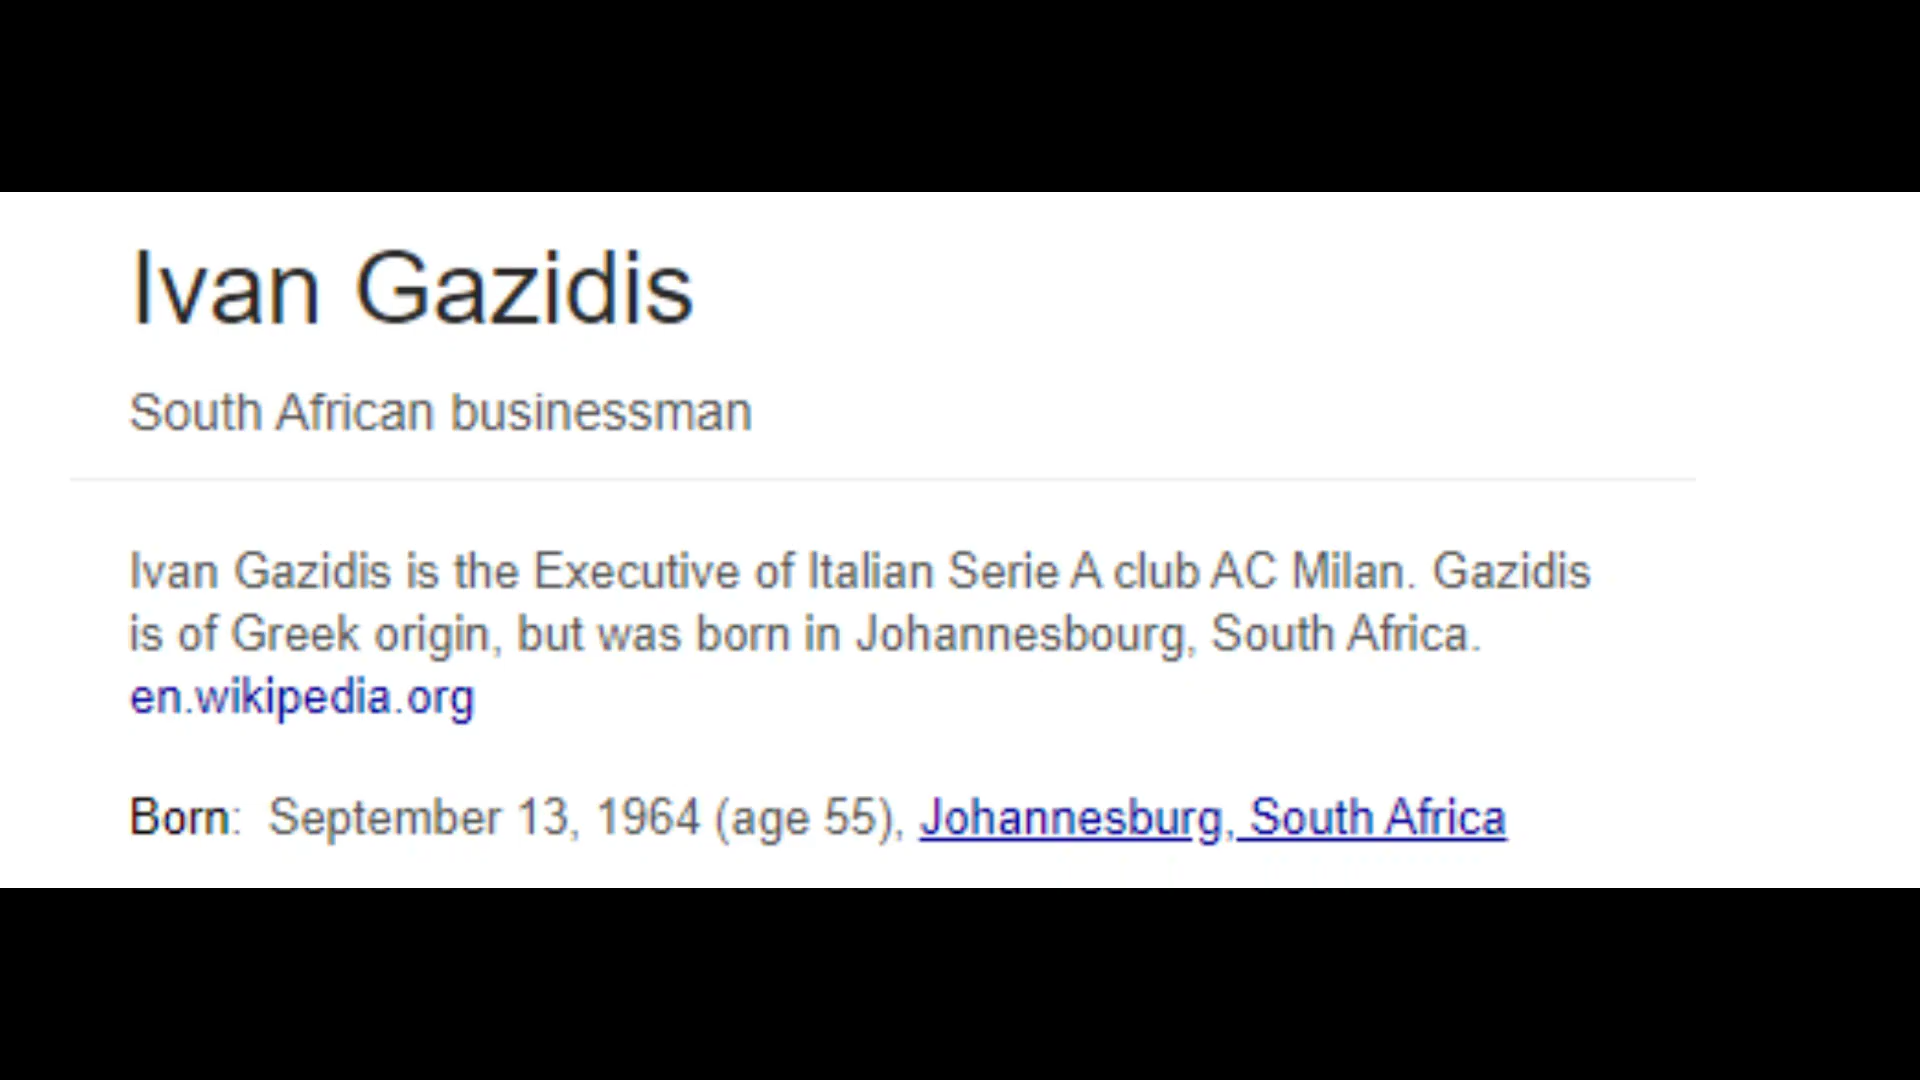 Ivan Gazidis
South African businessman
Ivan Gazidis is the Executive of Italian Serie A club AC Milan. Gazidis
is of Greek origin, but was born in Johannesbourg, South Africa.
en.wikipedia.org
Born: September 13, 1964 (age 55), Johannesburg, South Africa